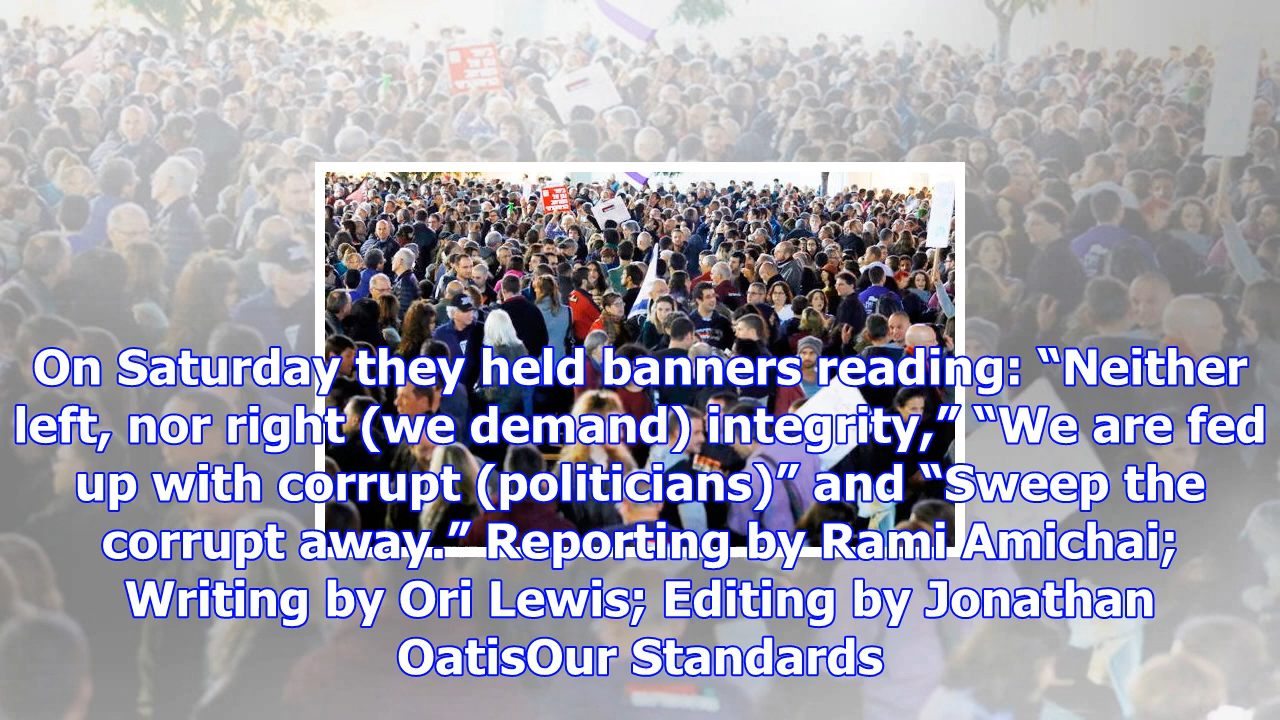 On Saturday they held banners reading: “Neither
left, nor right (we demand) integrity,” “We are fed
up with corrupt (politicians)” and “Sweep the
corrupt away.” Reporting by Rami Amichai;
Writing by Ori Lewis; Editing by Jonathan
OatisOur Standards